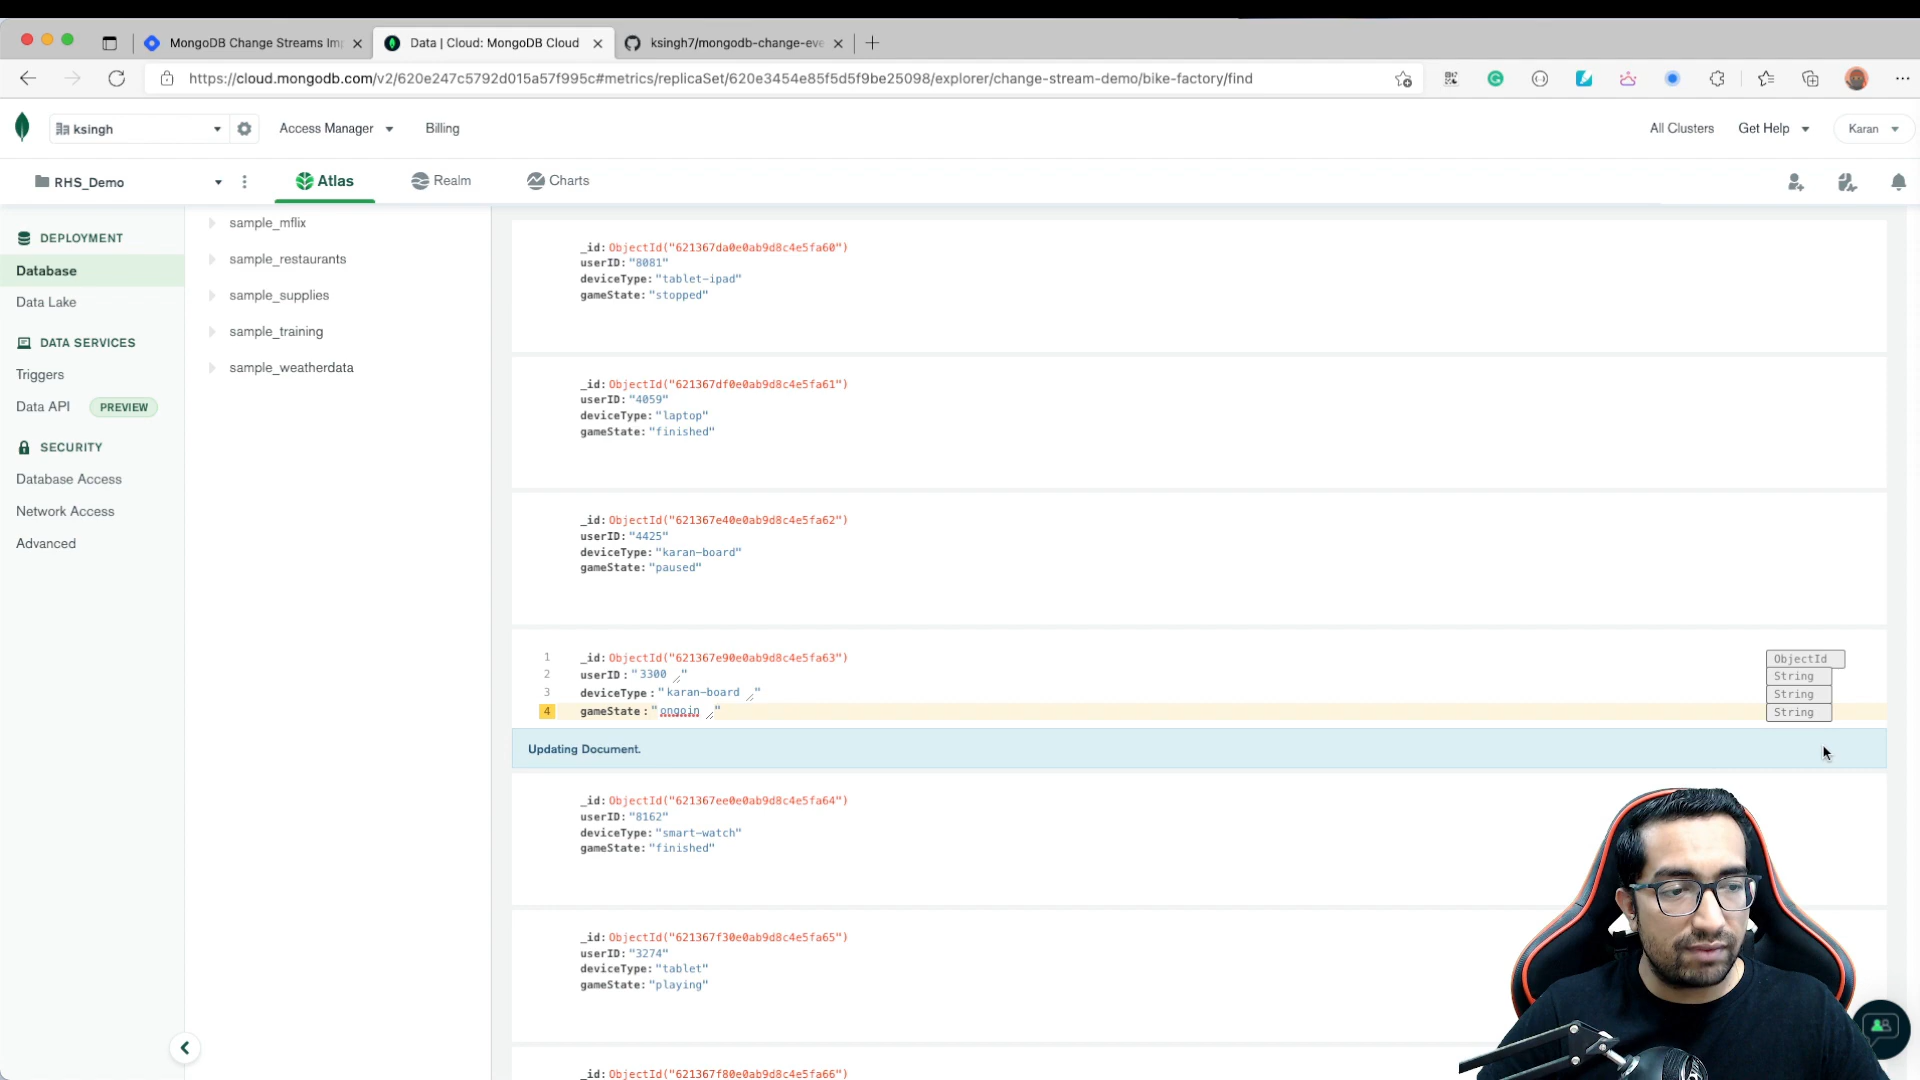 MongoDB Change Streams Im
Data | Cloud: MongoDB Cloud
ksingh7/mongodb-change-eve
https://cloud.mongodb.com/v2/620e247c5792d015a57f995c#metrics/replicaSet/620e3454e85f5d5f9be25098/explorer/change-stream-demo/bike-factory/find
ksingh
Access Manager
Billing
All Clusters
Get Help
Karan
RHS_Demo
Atlas
Realm
Charts
DEPLOYMENT
Database
Data Lake
DATA SERVICES
Triggers
Data API PREVIEW
SECURITY
Database Access
Network Access
Advanced
sample_mflix
sample_restaurants
sample_supplies
sample_training
sample_weatherdata
_id: ObjectId("621367da0e0ab9d8c4e5fa60")
userID: "8081"
deviceType: "tablet-ipad"
gameState: "stopped"
_id: ObjectId("621367df0e0ab9d8c4e5fa61")
userID: "4059"
deviceType: "laptop"
gameState: "finished"
_id: ObjectId("621367e40e0ab9d8c4e5fa62")
userID: "4425"
deviceType: "karan-board"
gameState: "paused"
1 _id: ObjectId("621367e90e0ab9d8c4e5fa63") ObjectId
2 userID: "3300" String
3 deviceType: "karan-board" String
4 gameState: "ongoin" String
Updating Document.
_id: ObjectId("621367ee0e0ab9d8c4e5fa64")
userID: "8162"
deviceType: "smart-watch"
gameState: "finished"
_id: ObjectId("621367f30e0ab9d8c4e5fa65")
userID: "3274"
deviceType: "tablet"
gameState: "playing"
_id: ObjectId("621367f80e0ab9d8c4e5fa66")